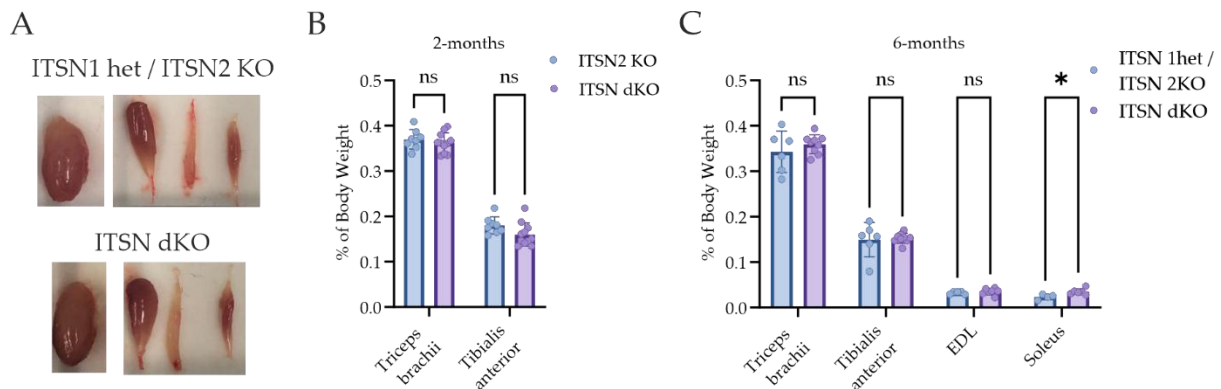 A
ITSN1 het / ITSN2 KO
ITSN dKO
B
2-months
ITSN2 KO
ITSN dKO
% of Body Weight
0.5
0.4
0.3
0.2
0.1
0.0
ns
ns
Triceps
brachii
Tibialis
anterior
C
6-months
ITSN 1het /
ITSN 2KO
ITSN dKO
% of Body Weight
0.5
0.4
0.3
0.2
0.1
0.0
ns
ns
ns
*
Triceps
brachii
Tibialis
anterior
EDL
Soleus